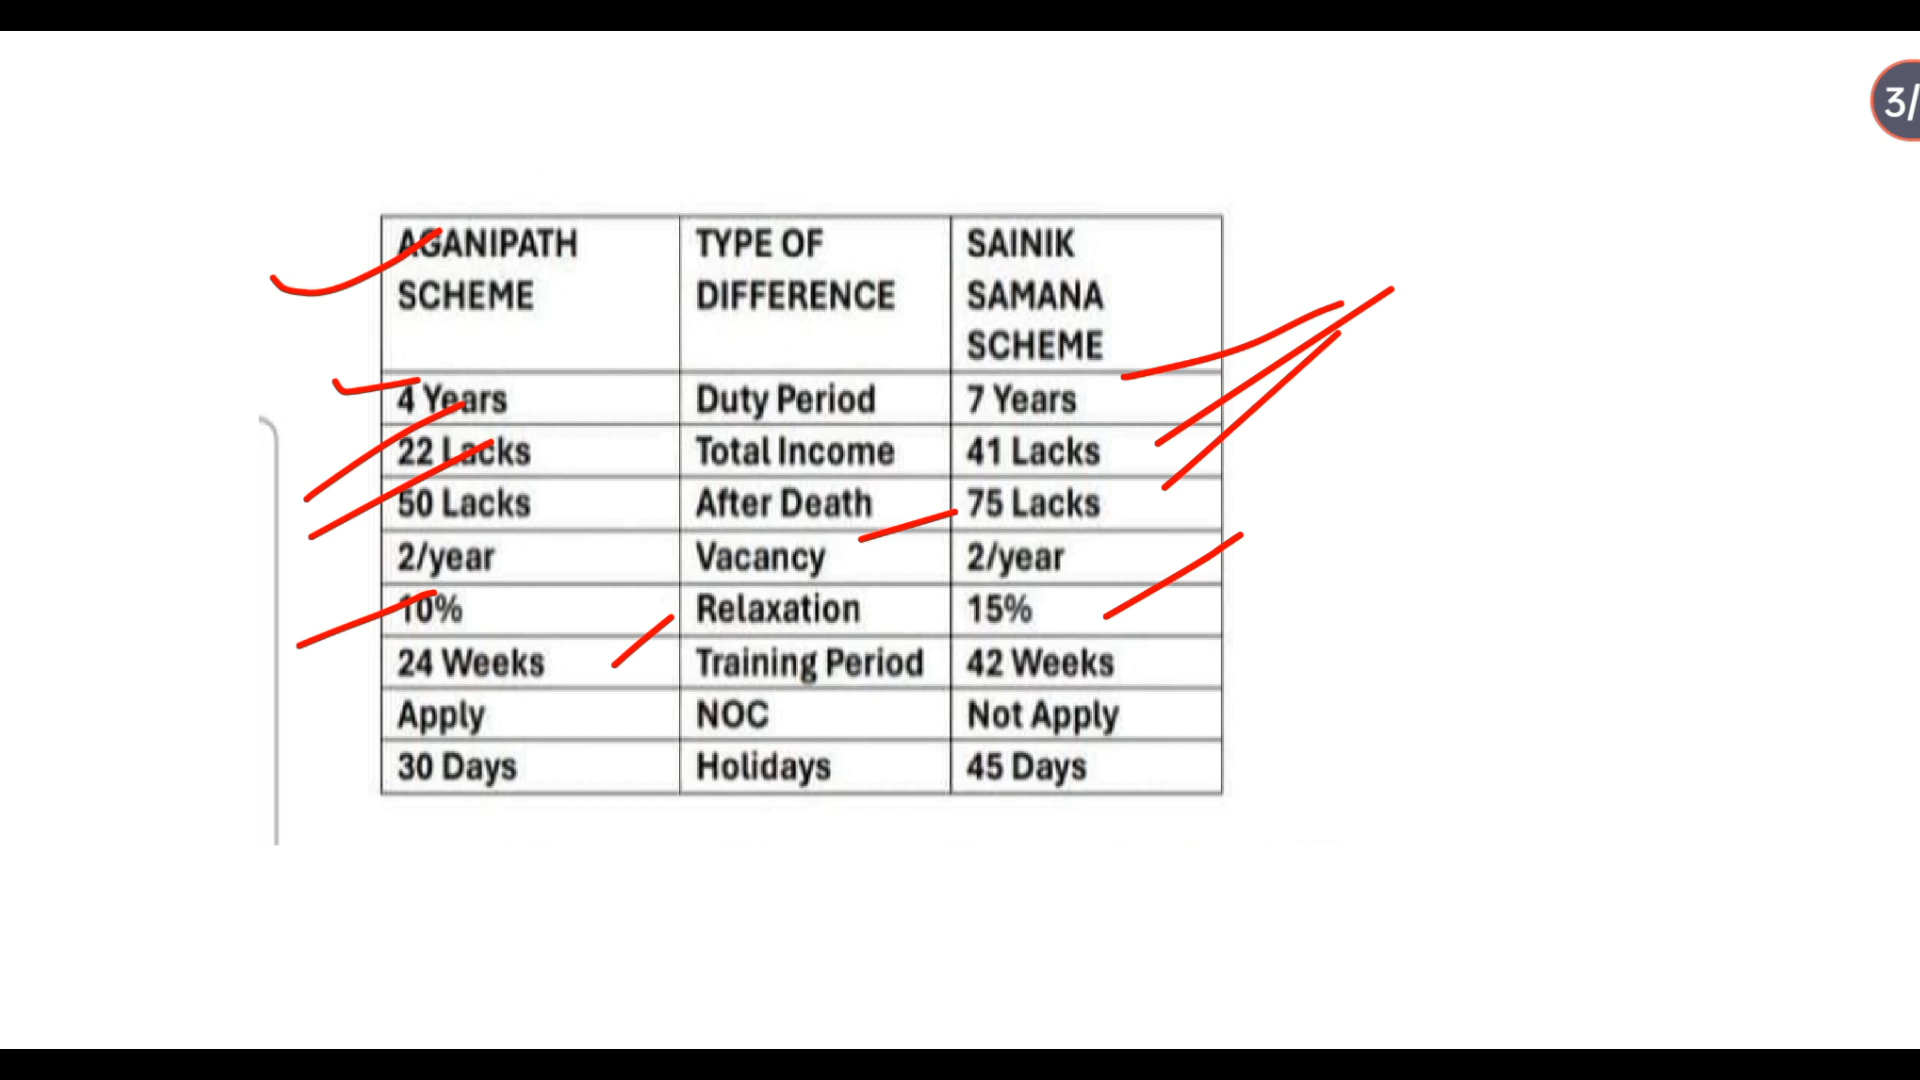 3/
AGANIPATH SCHEME TYPE OF DIFFERENCE SAINIK SAMANA SCHEME
4 Years Duty Period 7 Years
22 Lacks Total Income 41 Lacks
50 Lacks After Death 75 Lacks
2/year Vacancy 2/year
10% Relaxation 15%
24 Weeks Training Period 42 Weeks
Apply NOC Not Apply
30 Days Holidays 45 Days